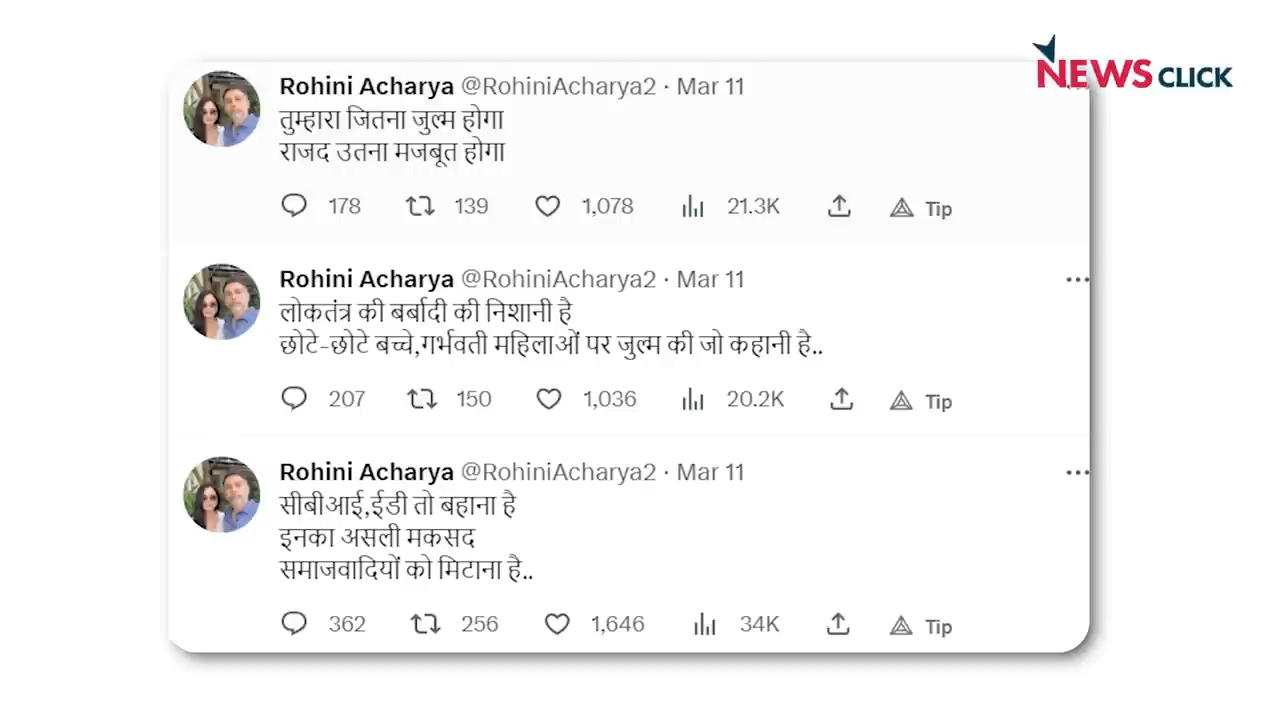 NEWS CLICK
Rohini Acharya @RohiniAcharya2 · Mar 11
तुम्हारा जितना जुल्म होगा
राजद उतना मजबूत होगा
178 139 1,078 21.3K Tip
Rohini Acharya @RohiniAcharya2 · Mar 11
लोकतंत्र की बर्बादी की निशानी है
छोटे-छोटे बच्चे,गर्भवती महिलाओं पर जुल्म की जो कहानी है..
207 150 1,036 20.2K Tip
Rohini Acharya @RohiniAcharya2 · Mar 11
सीबीआई,ईडी तो बहाना है
इनका असली मकसद
समाजवादियों को मिटाना है..
362 256 1,646 34K Tip